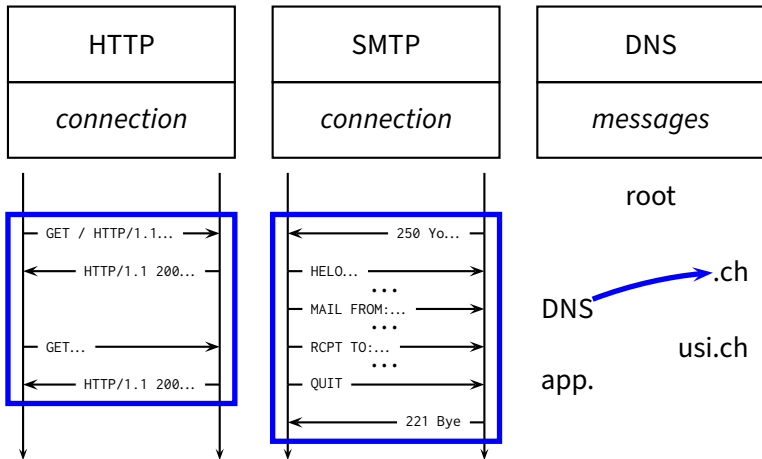 HTTP
connection
GET / HTTP/1.1...
HTTP/1.1 200...
GET...
HTTP/1.1 200...
SMTP
connection
250 Yo...
HELO...
...
MAIL FROM:...
...
RCPT TO:...
...
QUIT
221 Bye
DNS
messages
root
.ch
DNS
usi.ch
app.